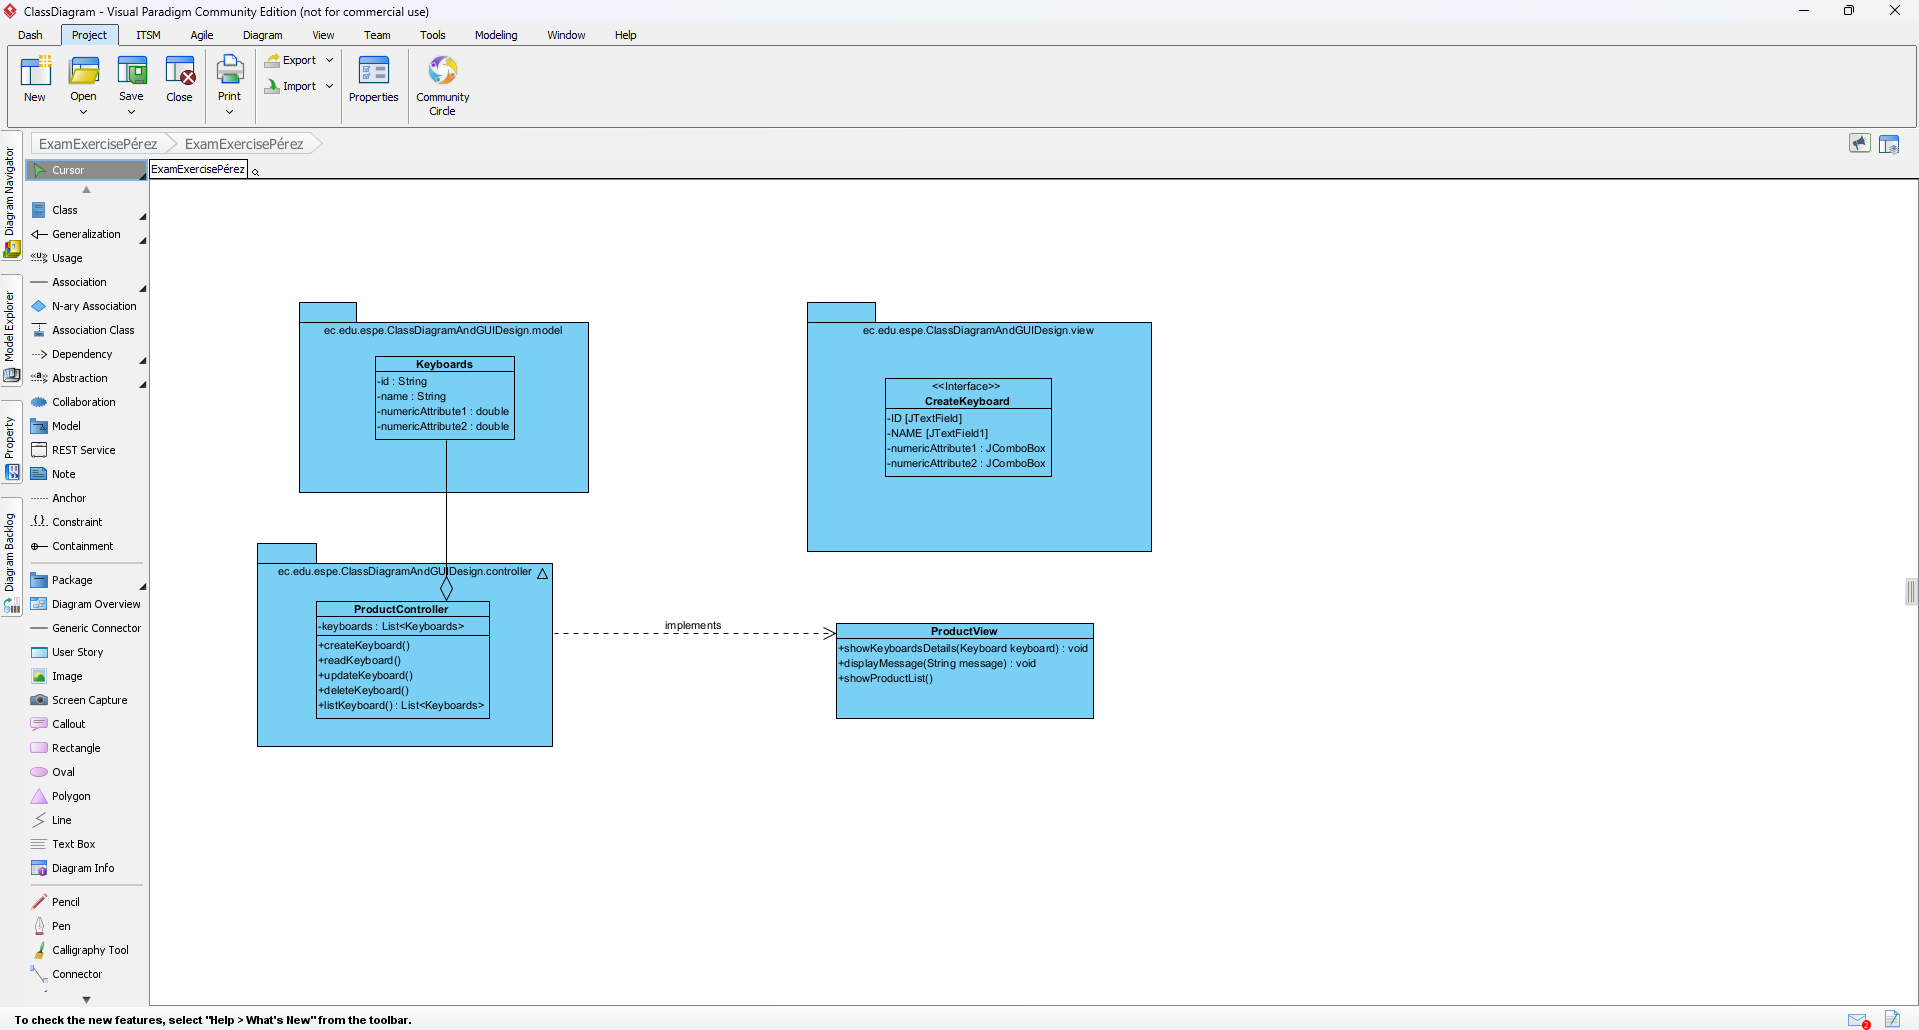 ClassDiagram - Visual Paradigm Community Edition (not for commercial use)
Dash Project ITSM Agile Diagram View Team Tools Modeling Window Help
New Open Save Close Print Export Import Properties Community Circle
ExamExercisePérez ExamExercisePérez
ExamExercisePérez
Diagram Navigator
Model Explorer
Property
Diagram Backlog
Cursor
Class
Generalization
Usage
Association
N-ary Association
Association Class
Dependency
Abstraction
Collaboration
Model
REST Service
Note
Anchor
Constraint
Containment
Package
Diagram Overview
Generic Connector
User Story
Image
Screen Capture
Callout
Rectangle
Oval
Polygon
Line
Text Box
Diagram Info
Pencil
Pen
Calligraphy Tool
Connector
ec.edu.espe.ClassDiagramAndGUIDesign.model
Keyboards
-id : String
-name : String
-numericAttribute1 : double
-numericAttribute2 : double
ec.edu.espe.ClassDiagramAndGUIDesign.view
<<Interface>>
CreateKeyboard
-ID [JTextField]
-NAME [JTextField1]
-numericAttribute1 : JComboBox
-numericAttribute2 : JComboBox
ec.edu.espe.ClassDiagramAndGUIDesign.controller
ProductController
-keyboards : List<Keyboards>
+createKeyboard()
+readKeyboard()
+updateKeyboard()
+deleteKeyboard()
+listKeyboard() : List<Keyboards>
implements
ProductView
+showKeyboardsDetails(Keyboard keyboard) : void
+displayMessage(String message) : void
+showProductList()
To check the new features, select "Help > What's New" from the toolbar.
2